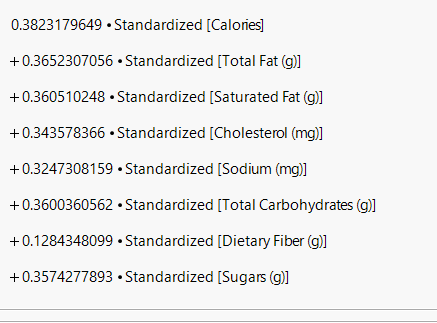 0.3823179649 • Standardized [Calories]
+ 0.3652307056 • Standardized [Total Fat (g)]
+ 0.360510248 • Standardized [Saturated Fat (g)]
+ 0.343578366 • Standardized [Cholesterol (mg)]
+ 0.3247308159 • Standardized [Sodium (mg)]
+ 0.3600360562 • Standardized [Total Carbohydrates (g)]
+ 0.1284348099 • Standardized [Dietary Fiber (g)]
+ 0.3574277893 • Standardized [Sugars (g)]